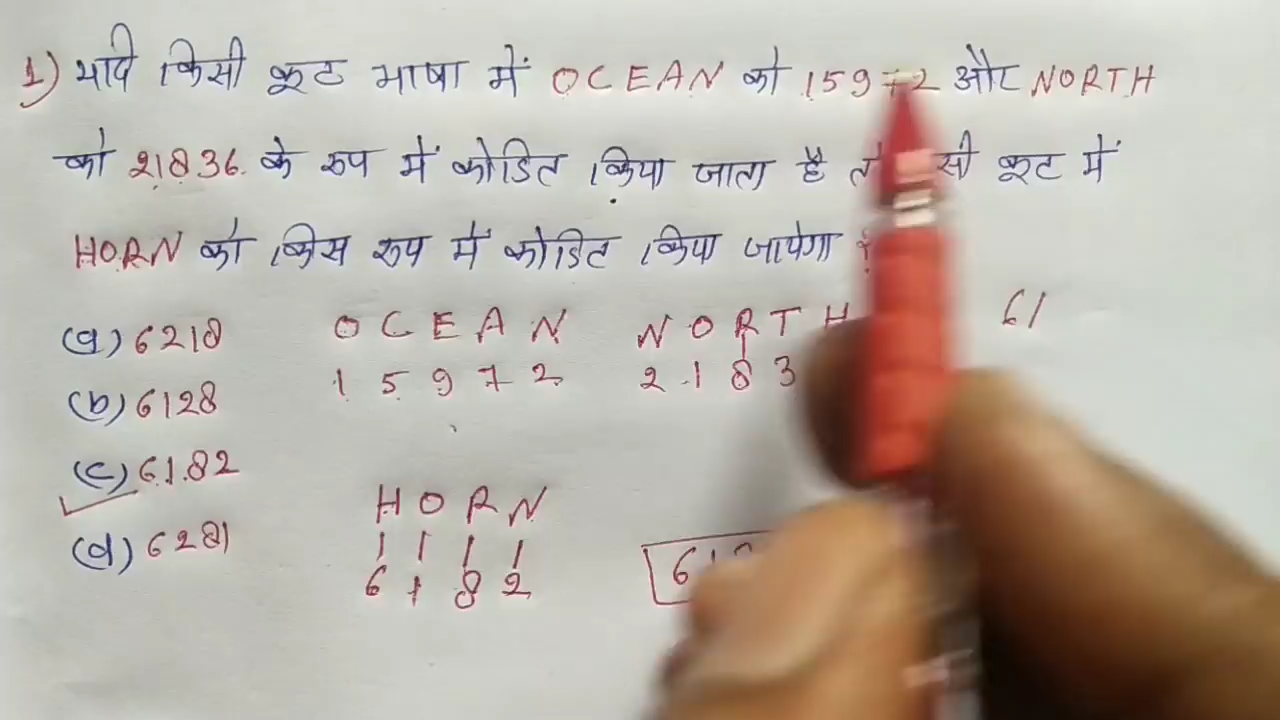 1) यदि किसी कूट भाषा में OCEAN को 15972 और NORTH
को 21836 के रूप में कोडित किया जाता है कूट में
HORN को किस रूप में कोडित किया जायेगा ?
(a) 6218
(b) 6128
(c) 6182
(d) 6281
O C E A N
1 5 9 7 2
N O R T H
2 1 8 3
61
H O R N
6 1 8 2